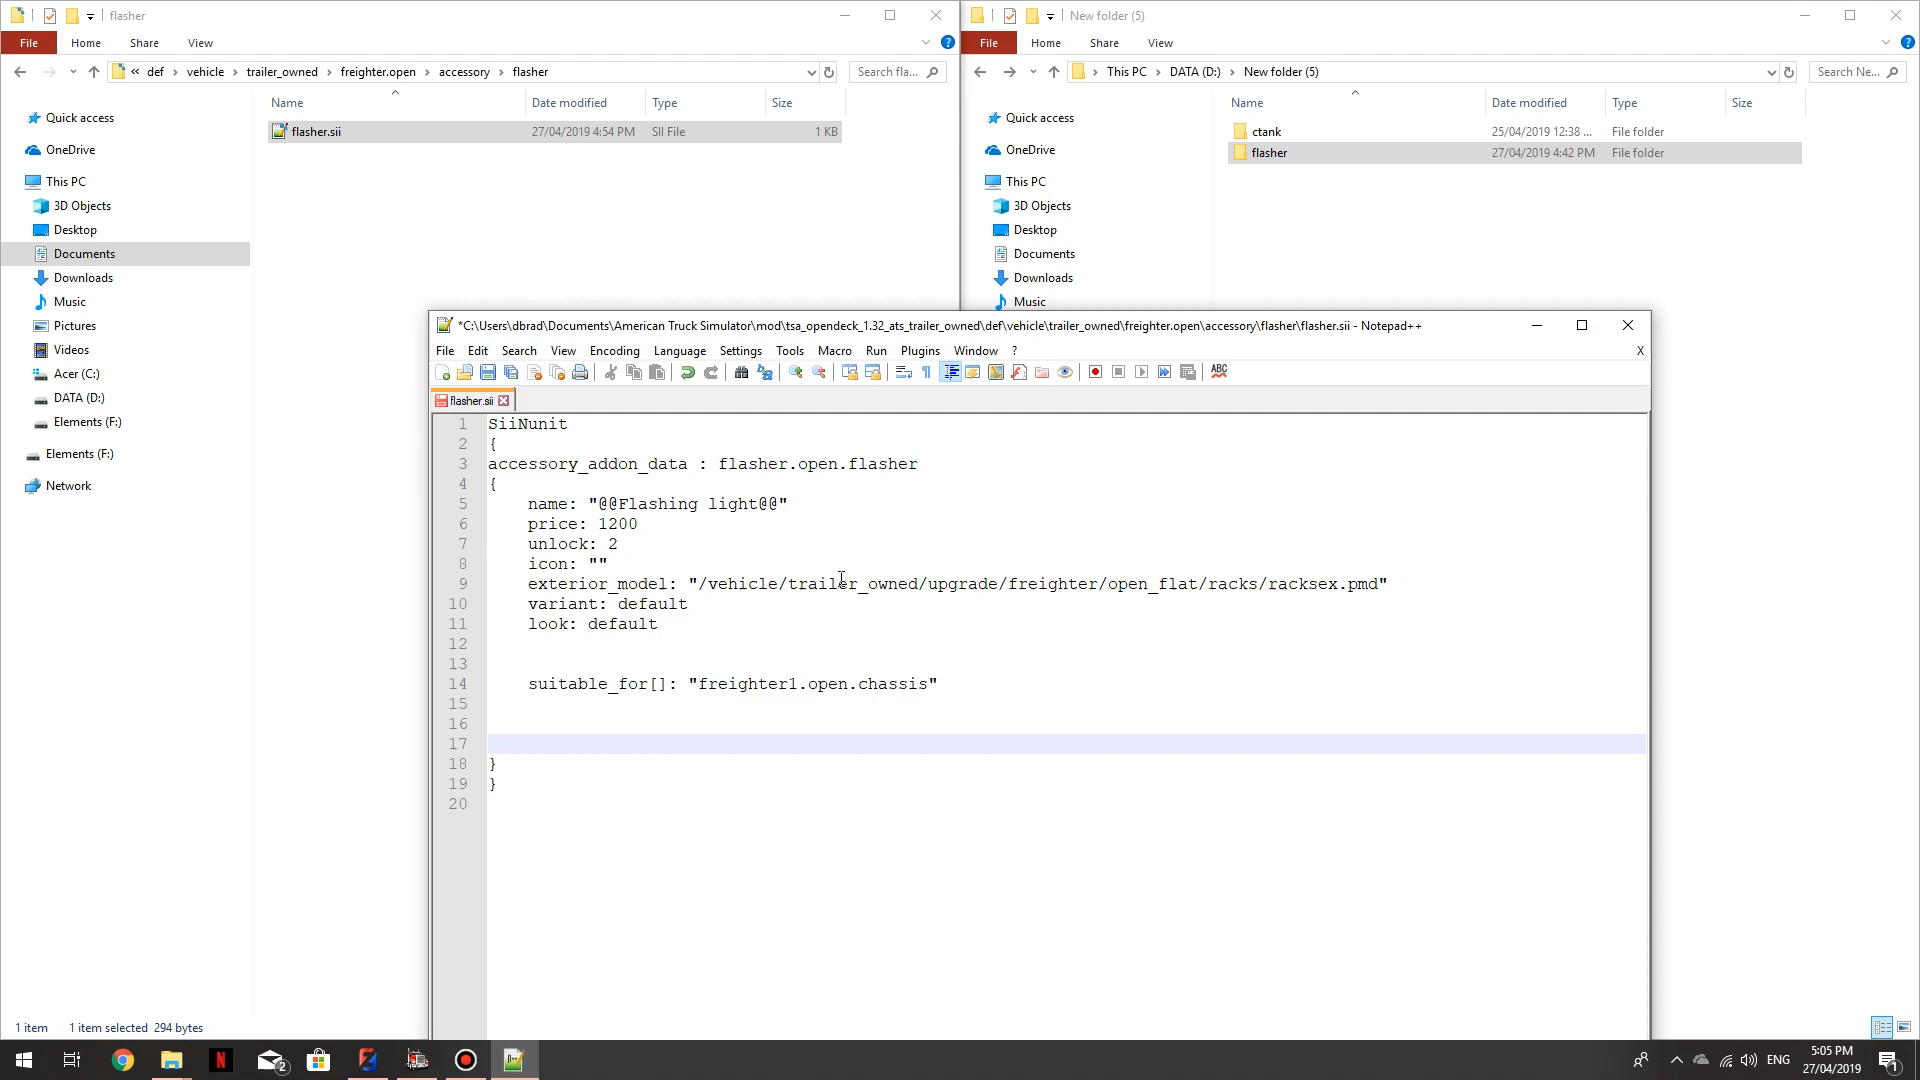 flasher
File Home Share View
« def vehicle trailer_owned freighter.open accessory flasher
Search fla...
Name Date modified Type Size
flasher.sii 27/04/2019 4:54 PM SII File 1 KB
Quick access
OneDrive
This PC
3D Objects
Desktop
Documents
Downloads
Music
Pictures
Videos
Acer (C:)
DATA (D:)
Elements (F:)
Elements (F:)
Network
1 item 1 item selected 294 bytes
New folder (5)
File Home Share View
This PC DATA (D:) New folder (5)
Search Ne...
Name Date modified Type Size
ctank 25/04/2019 12:38 ... File folder
flasher 27/04/2019 4:42 PM File folder
Quick access
OneDrive
This PC
3D Objects
Desktop
Documents
Downloads
Music
*C:\Users\dbrad\Documents\American Truck Simulator\mod\tsa_opendeck_1.32_ats_trailer_owned\def\vehicle\trailer_owned\freighter.open\accessory\flasher\flasher.sii - Notepad++
File Edit Search View Encoding Language Settings Tools Macro Run Plugins Window ? X
ABC
flasher.sii
1 SiiNunit
2 {
3 accessory_addon_data : flasher.open.flasher
4 {
5 name: "@@Flashing light@@"
6 price: 1200
7 unlock: 2
8 icon: ""
9 exterior_model: "/vehicle/trailer_owned/upgrade/freighter/open_flat/racks/racksex.pmd"
10 variant: default
11 look: default
12
13
14 suitable_for[]: "freighter1.open.chassis"
15
16
17
18 }
19 }
20
N 2 ENG 5:05 PM 1
27/04/2019